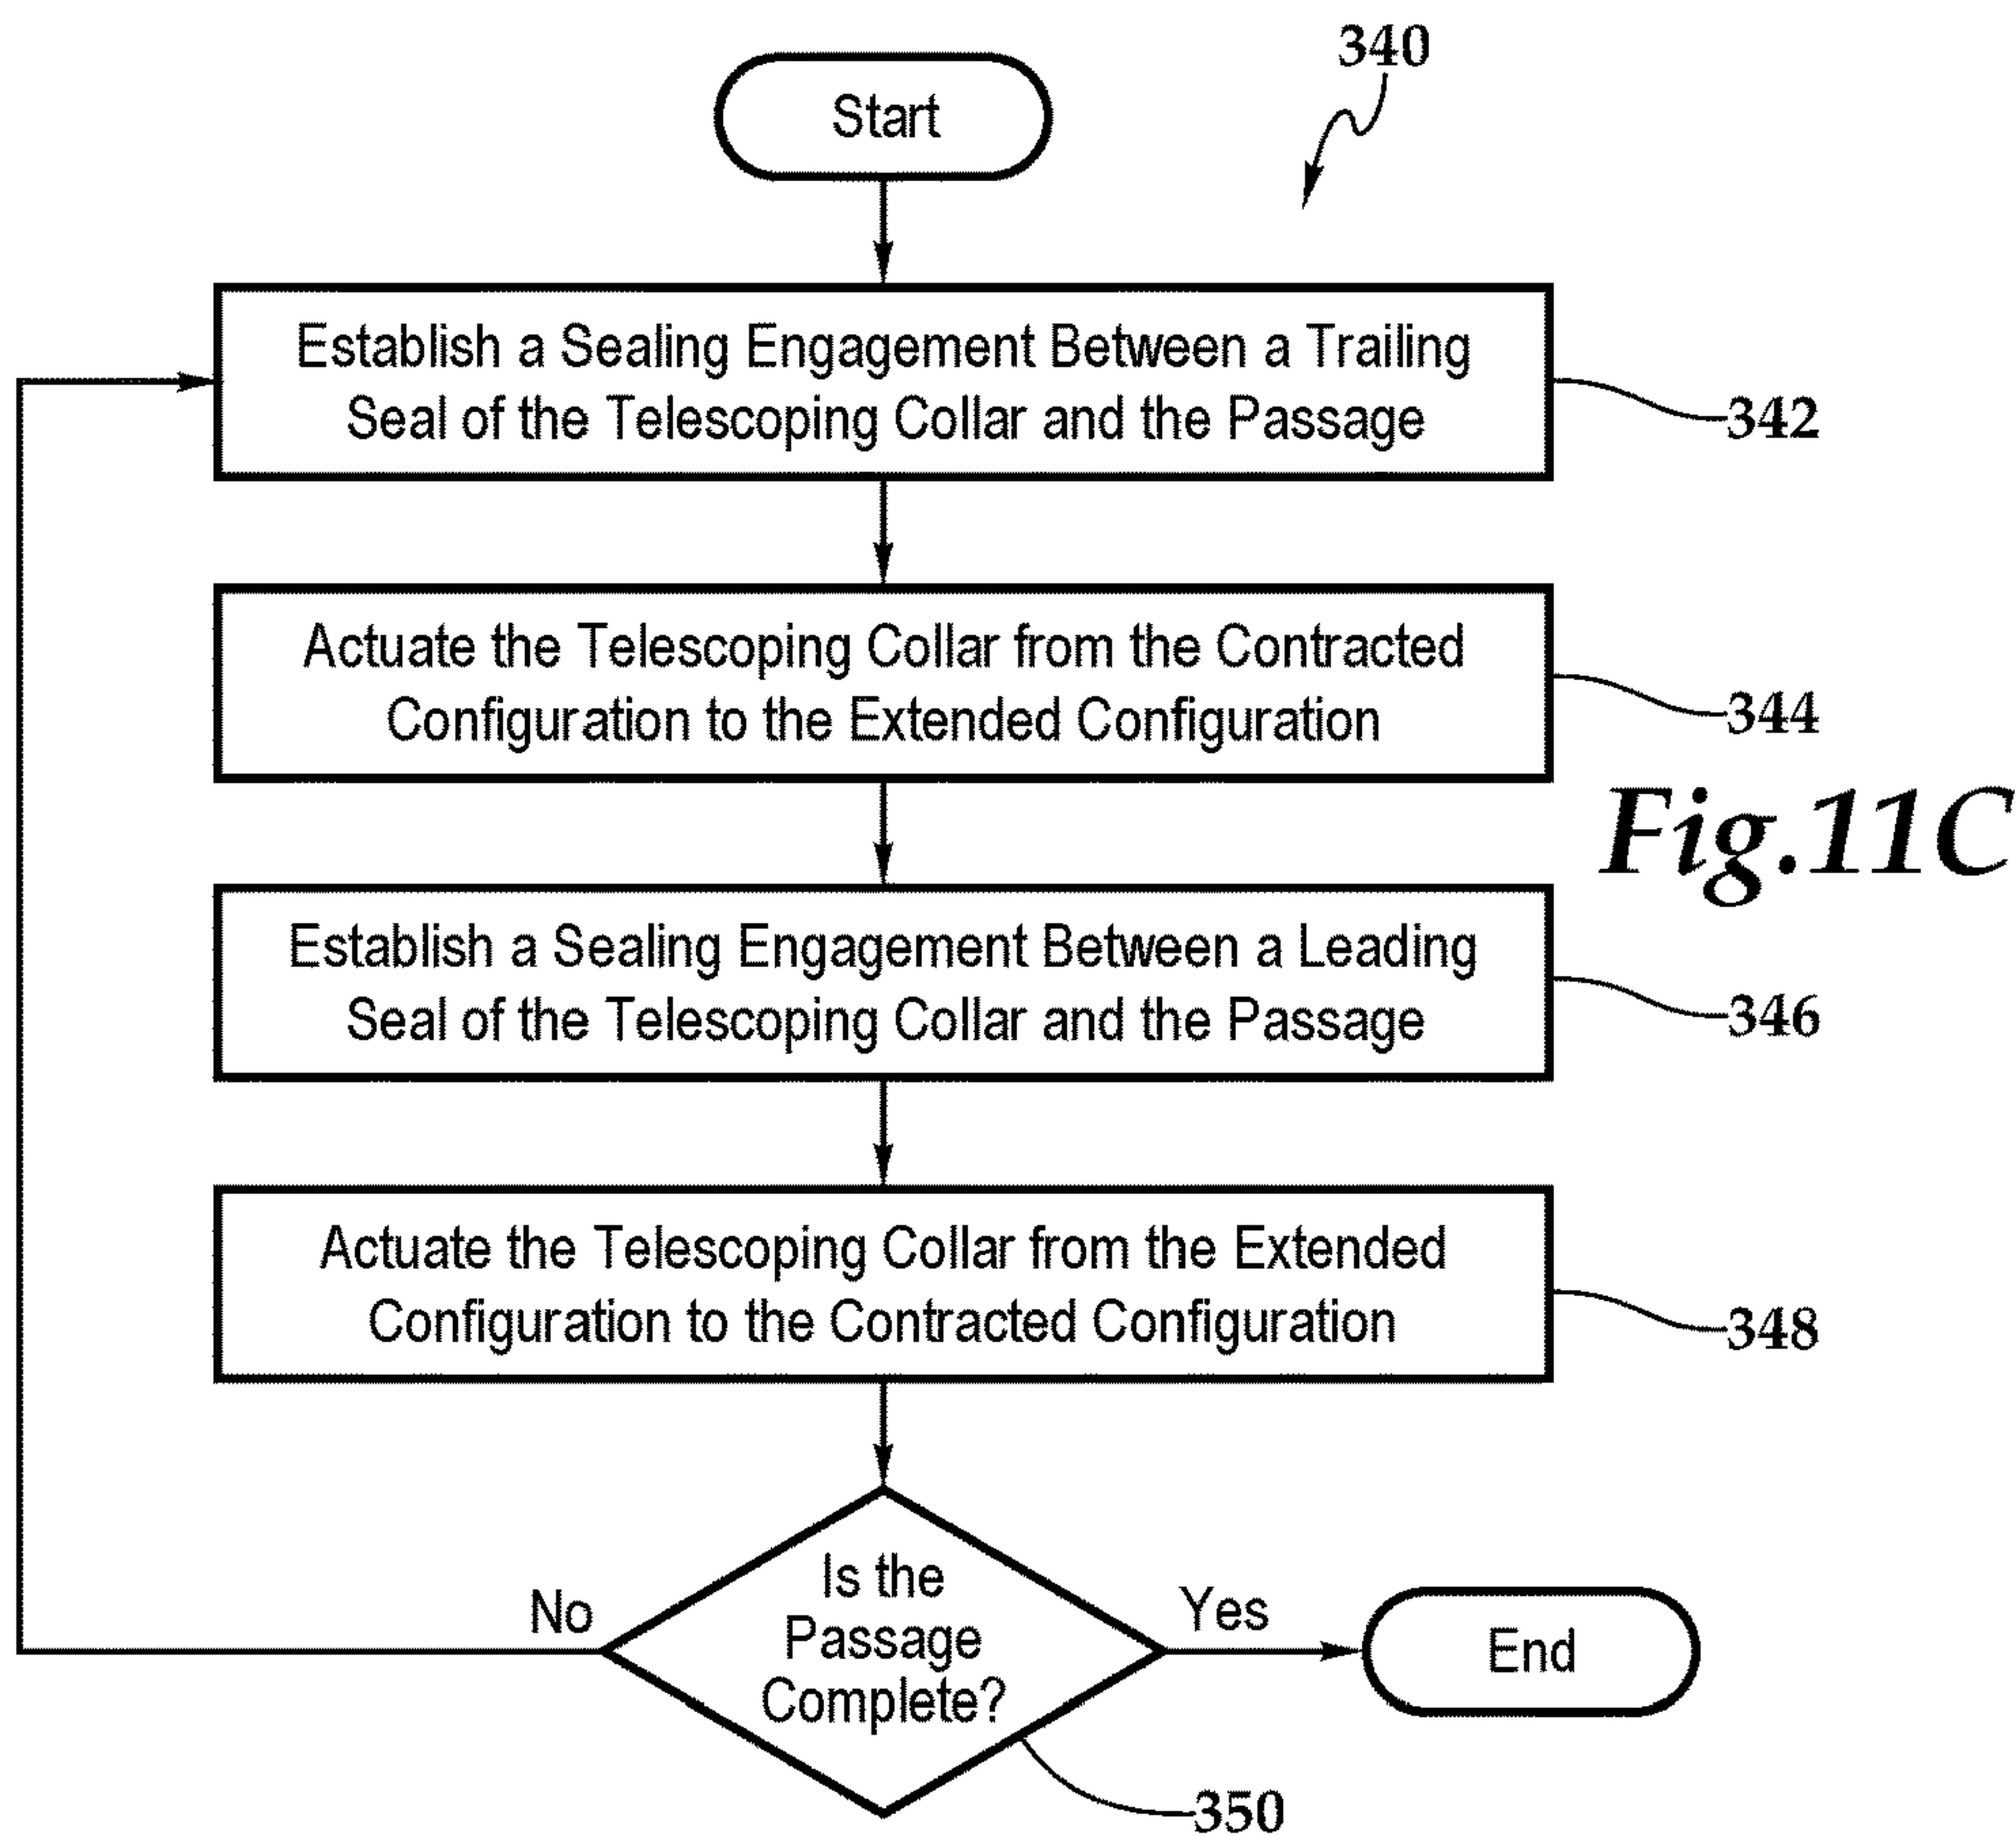 340
Start
Establish a Sealing Engagement Between a Trailing
Seal of the Telescoping Collar and the Passage
342
Actuate the Telescoping Collar from the Contracted
Configuration to the Extended Configuration
344
Fig.11C
Establish a Sealing Engagement Between a Leading
Seal of the Telescoping Collar and the Passage
346
Actuate the Telescoping Collar from the Extended
Configuration to the Contracted Configuration
348
Is the
Passage
Complete?
No
Yes
End
350